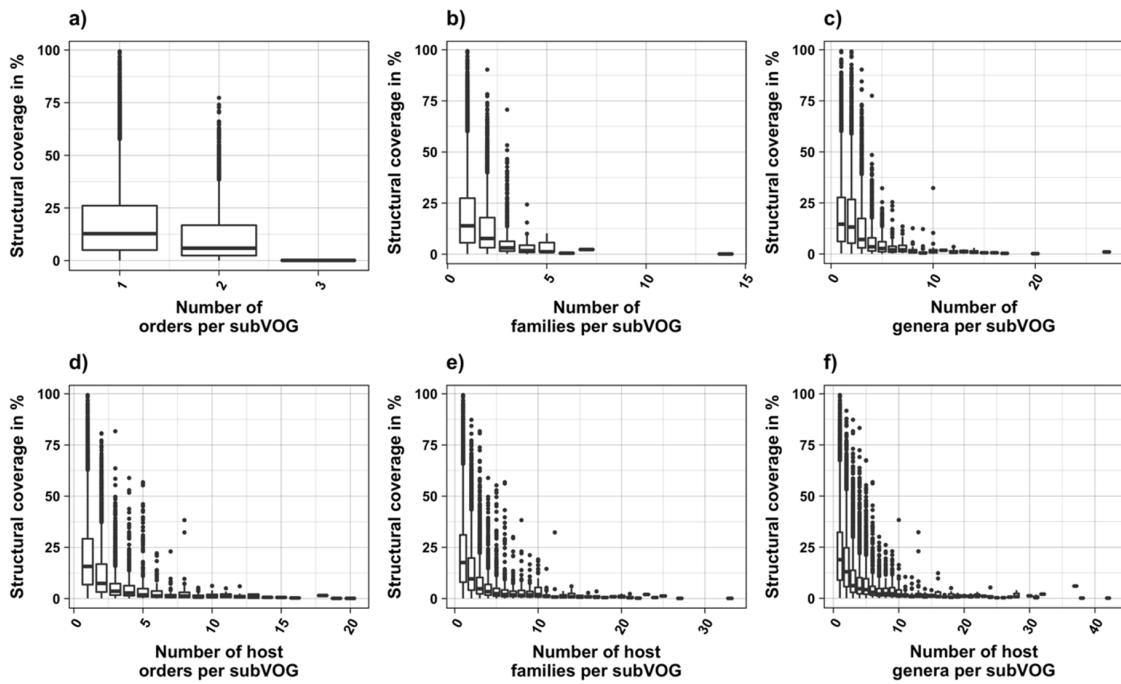 a)
Structural coverage in %
100
75
50
25
0
1
2
3
Number of
orders per subVOG
b)
Structural coverage in %
100
75
50
25
0
0
5
10
15
Number of
families per subVOG
c)
Structural coverage in %
100
75
50
25
0
0
10
20
Number of
genera per subVOG
d)
Structural coverage in %
100
75
50
25
0
0
5
10
15
20
Number of host
orders per subVOG
e)
Structural coverage in %
100
75
50
25
0
0
10
20
30
Number of host
families per subVOG
f)
Structural coverage in %
100
75
50
25
0
0
10
20
30
40
Number of host
genera per subVOG